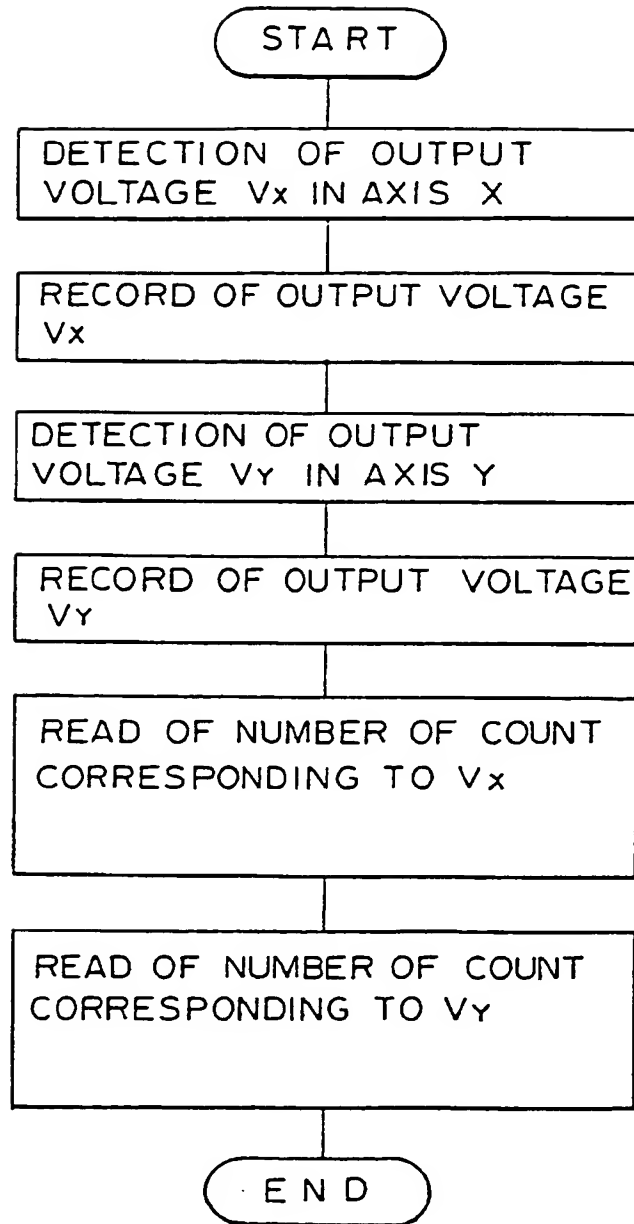 START
DETECTION OF OUTPUT
VOLTAGE Vx IN AXIS X
RECORD OF OUTPUT VOLTAGE
Vx
DETECTION OF OUTPUT
VOLTAGE VY IN AXIS Y
RECORD OF OUTPUT VOLTAGE
VY
READ OF NUMBER OF COUNT
CORRESPONDING TO Vx
READ OF NUMBER OF COUNT
CORRESPONDING TO VY
END